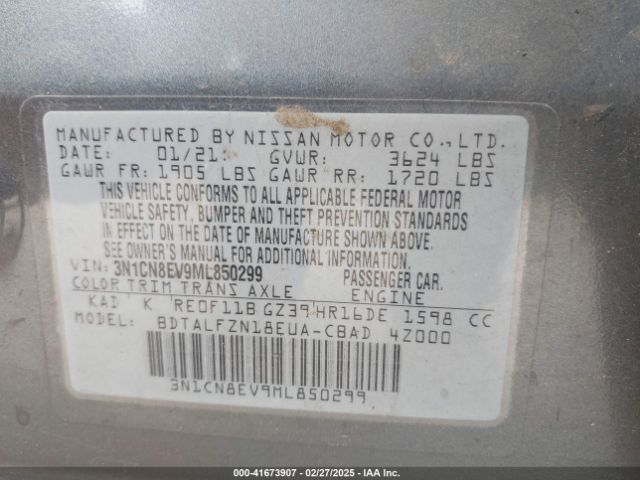 MANUFACTURED BY NISSAN MOTOR CO., LTD.
DATE: 01/21 GVWR: 3624 LBS
GAWR FR: 1905 LBS GAWR RR: 1720 LBS
THIS VEHICLE CONFORMS TO ALL APPLICABLE FEDERAL MOTOR
VEHICLE SAFETY, BUMPER AND THEFT PREVENTION STANDARDS
IN EFFECT ON THE DATE OF MANUFACTURE SHOWN ABOVE.
SEE OWNER'S MANUAL FOR ADDITIONAL INFORMATION.
VIN: 3N1CN8EV9ML850299 PASSENGER CAR.
COLOR TRIM TRANS AXLE ENGINE
KAD K RE0F11B GZ39 HR16DE 1598 CC
MODEL: BDTALFZN18EUA-CBAD 4Z000
3N1CN8EV9ML850299
000-41673907 - 02/27/2025 - IAA Inc.